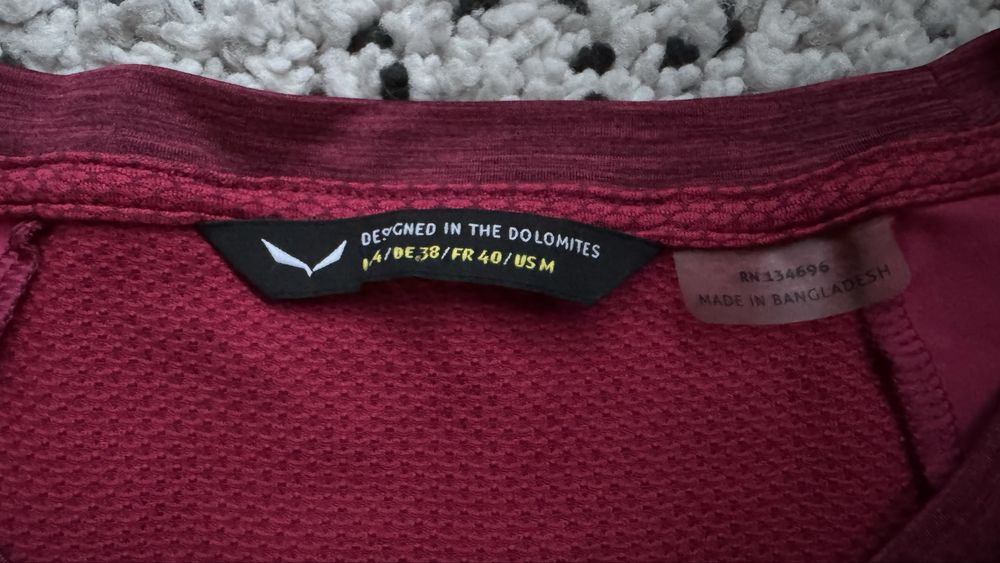 DESIGNED IN THE DOLOMITES
/DE 38/FR 40/US M
RN 134696
MADE IN BANGLADESH